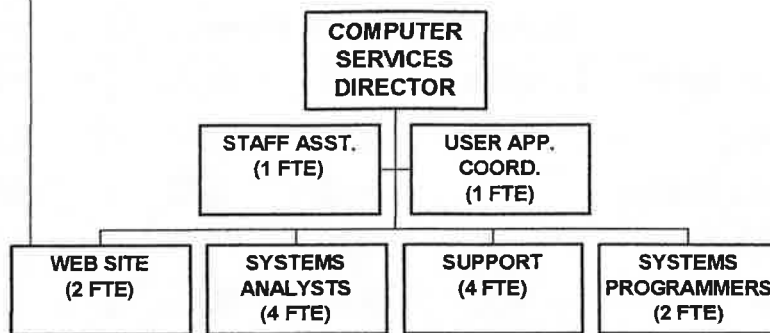 COMPUTER
SERVICES
DIRECTOR
STAFF ASST.
(1 FTE)
USER APP.
COORD.
(1 FTE)
WEB SITE
(2 FTE)
SYSTEMS
ANALYSTS
(4 FTE)
SUPPORT
(4 FTE)
SYSTEMS
PROGRAMMERS
(2 FTE)